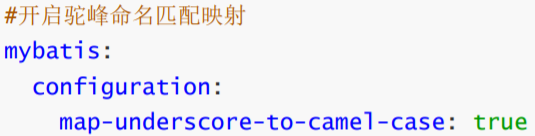 #开启驼峰命名匹配映射
mybatis:
  configuration:
    map-underscore-to-camel-case: true